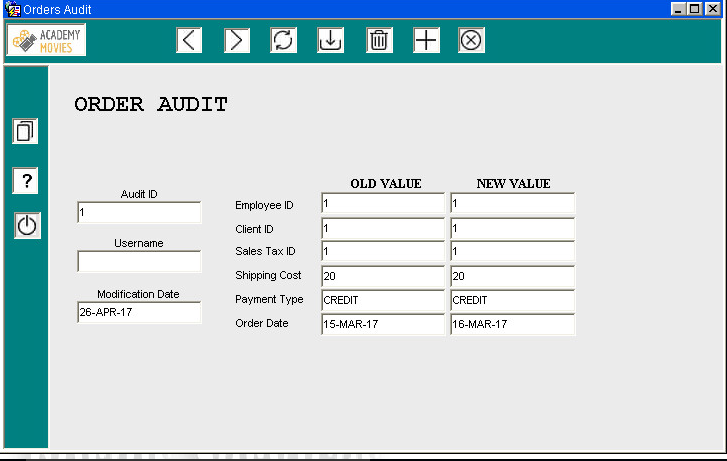 Orders Audit
ACADEMY
MOVIES
ORDER AUDIT
?
OLD VALUE NEW VALUE
Audit ID
1
Username
Modification Date
26-APR-17
Employee ID 1 1
Client ID 1 1
Sales Tax ID 1 1
Shipping Cost 20 20
Payment Type CREDIT CREDIT
Order Date 15-MAR-17 16-MAR-17